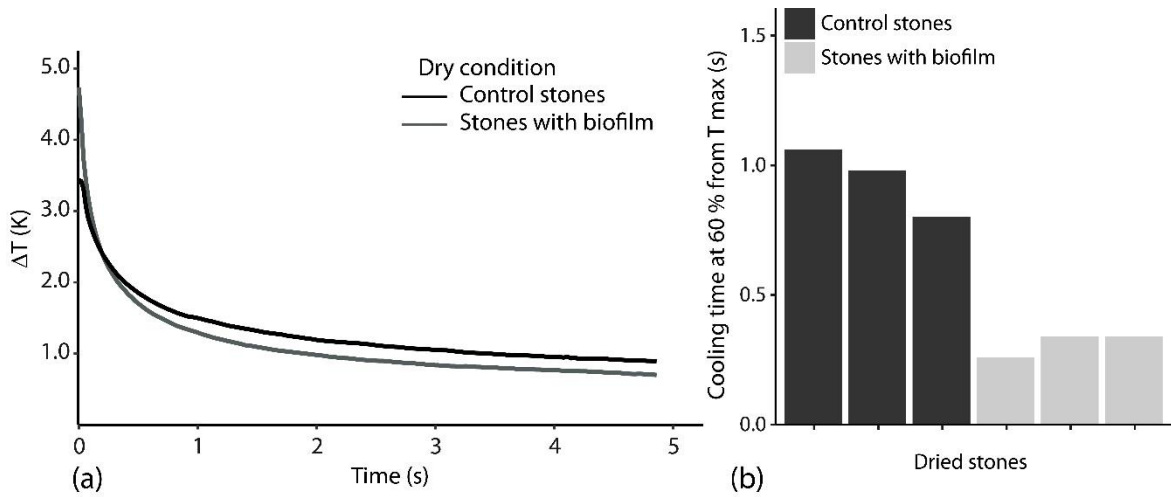 5.0
4.0
3.0
2.0
1.0
ΔT (K)
Dry condition
Control stones
Stones with biofilm
0
1
2
3
4
5
Time (s)
(a)
Control stones
Stones with biofilm
1.5
1.0
0.5
0.0
Cooling time at 60 % from T max (s)
Dried stones
(b)